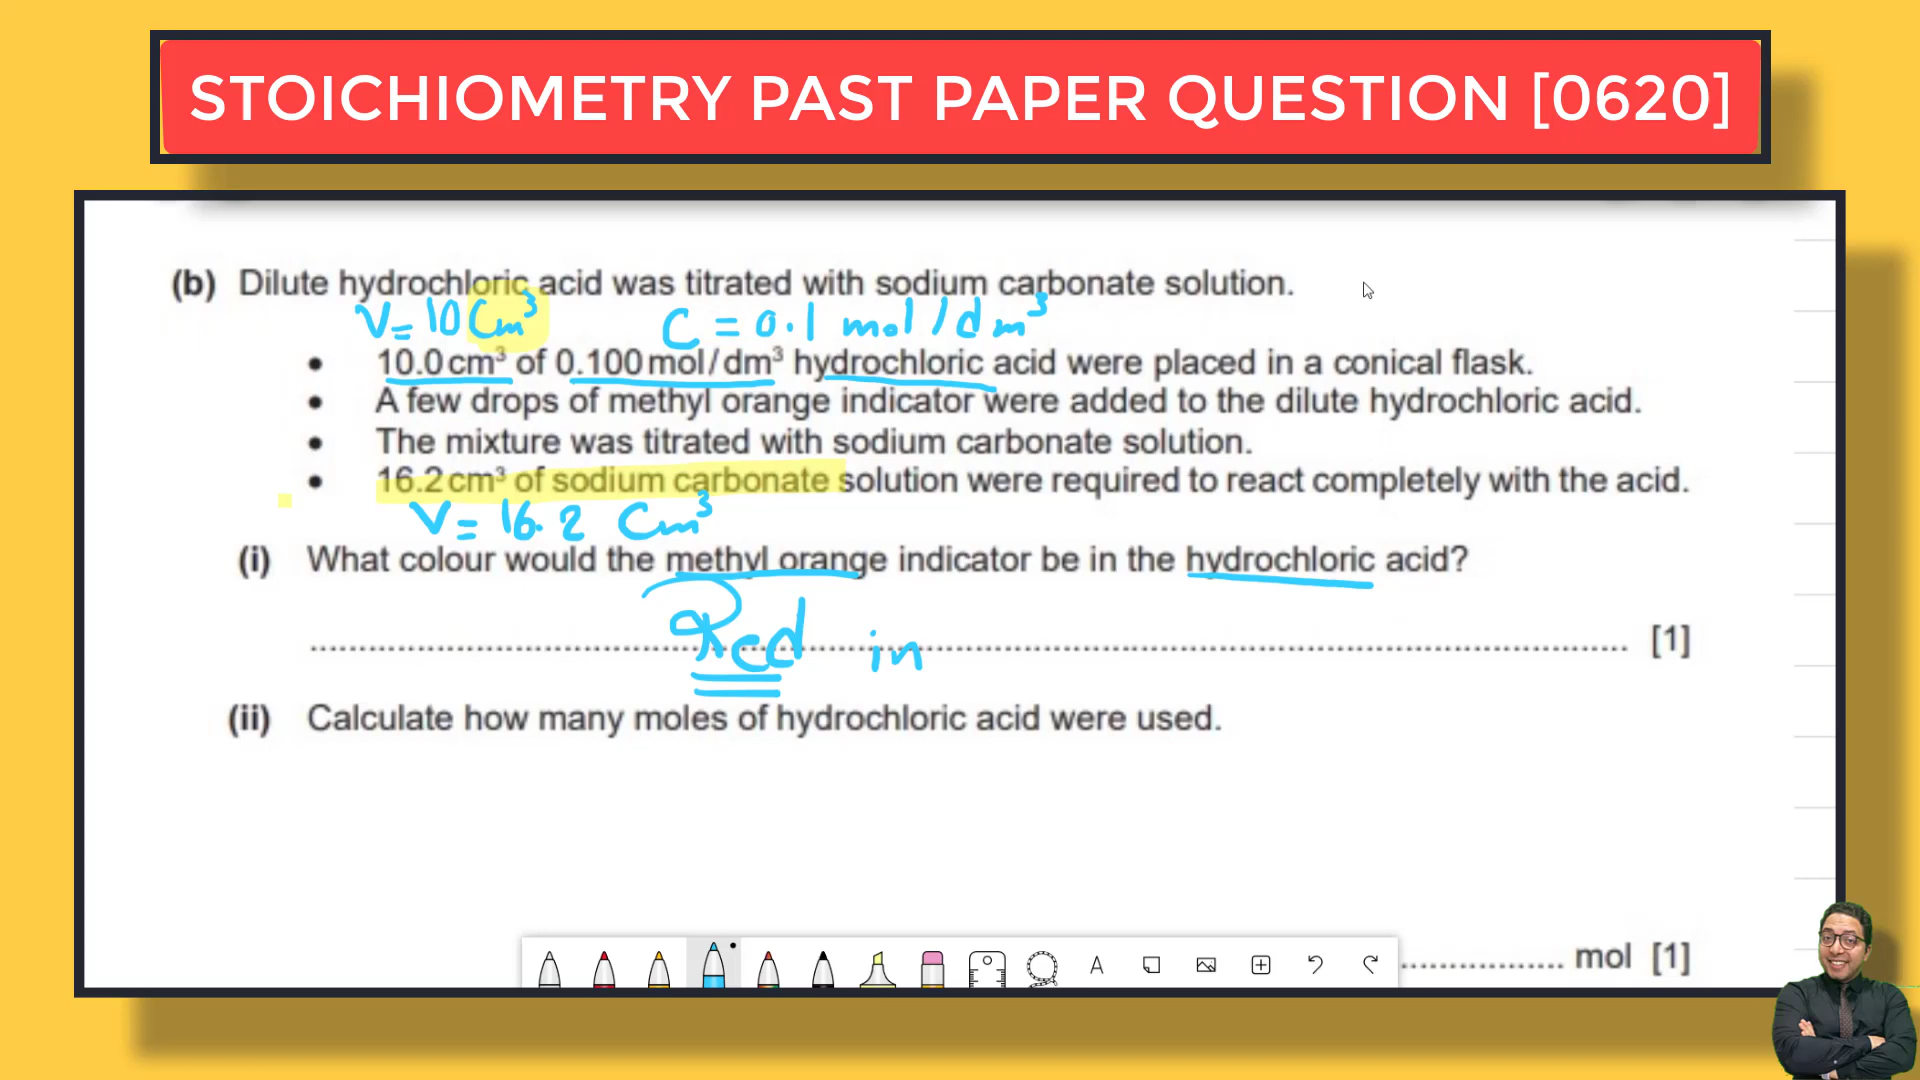 STOICHIOMETRY PAST PAPER QUESTION [0620]
(b) Dilute hydrochloric acid was titrated with sodium carbonate solution.
V= 10 Cm³ C = 0.1 mol/dm³
• 10.0 cm³ of 0.100 mol/dm³ hydrochloric acid were placed in a conical flask.
• A few drops of methyl orange indicator were added to the dilute hydrochloric acid.
• The mixture was titrated with sodium carbonate solution.
• 16.2 cm³ of sodium carbonate solution were required to react completely with the acid.
V= 16.2 Cm³
(i) What colour would the methyl orange indicator be in the hydrochloric acid?
Red in
[1]
(ii) Calculate how many moles of hydrochloric acid were used.
mol [1]